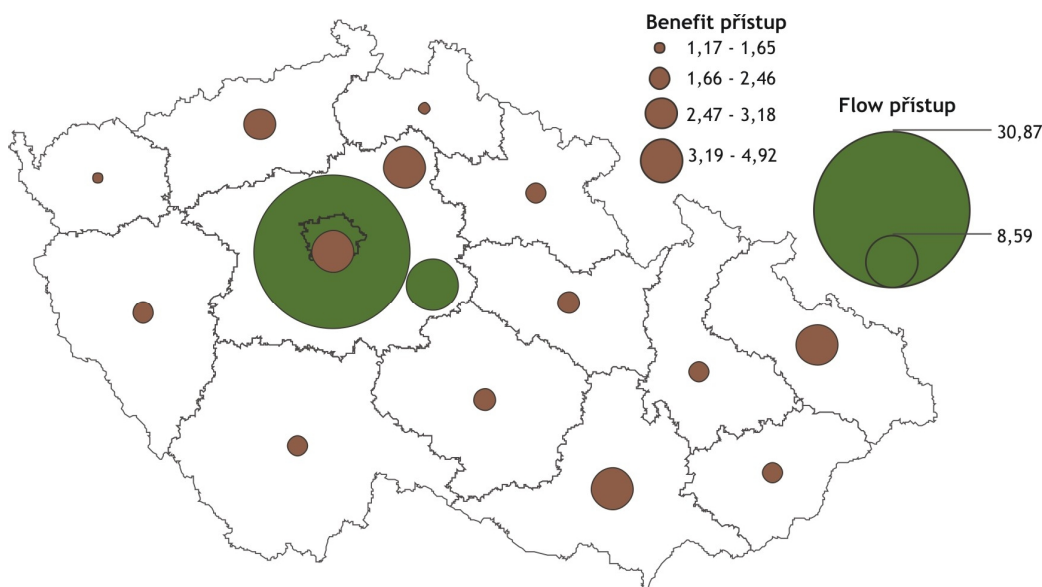 Benefit přístup
1,17 - 1,65
1,66 - 2,46
2,47 - 3,18
3,19 - 4,92
Flow přístup
30,87
8,59